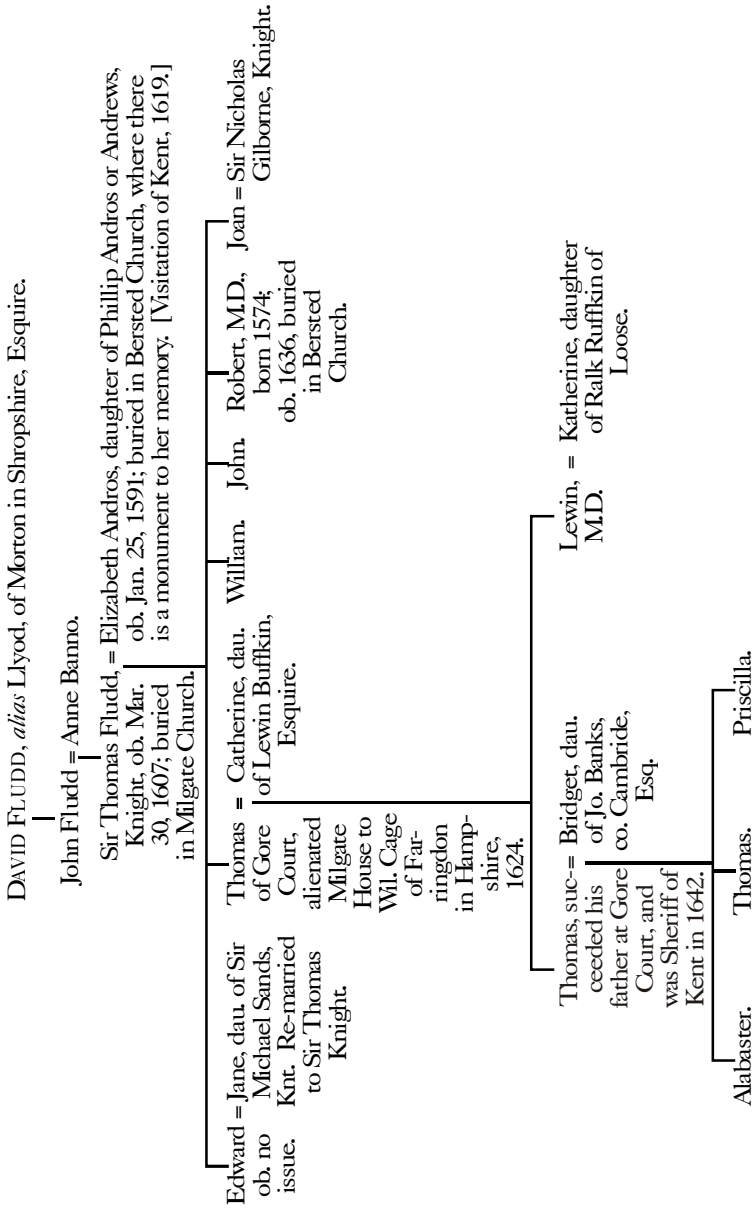 DAVID FLUDD, alias Llyod, of Morton in Shropshire, Esquire.
John Fludd = Anne Banno.
Sir Thomas Fludd, = Elizabeth Andros, daughter of Phillip Andros or Andrews,
Knight, ob. Mar. ob. Jan. 25, 1591; buried in Bersted Church, where there
30, 1607; buried is a monument to her memory. [Visitation of Kent, 1619.]
in Milgate Church.
Edward = Jane, dau. of Sir
ob. no Michael Sands,
issue. Knt. Re-married
to Sir Thomas
Knight.
Thomas = Catherine, dau.
of Gore of Lewin Buffkin,
Court, Esquire.
alienated
Milgate
House to
Wil. Cage
of Far-
ringdon
in Hamp-
shire,
1624.
William.
John.
Robert, M.D.,
born 1574;
ob. 1636, buried
in Bersted
Church.
Joan = Sir Nicholas
Gilborne, Knight.
Thomas, suc- = Bridget, dau.
ceeded his of Jo. Banks,
father at Gore co. Cambride,
Court, and Esq.
was Sheriff of
Kent in 1642.
Lewin, = Katherine, daughter
M.D. of Ralk Ruffkin of
Loose.
Alabaster.
Thomas.
Priscilla.